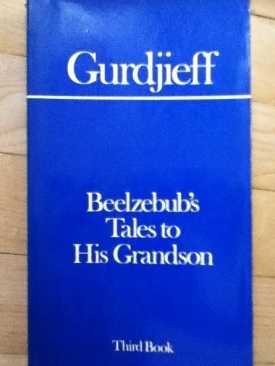 Gurdjieff
Beelzebub's
Tales to
His Grandson
Third Book